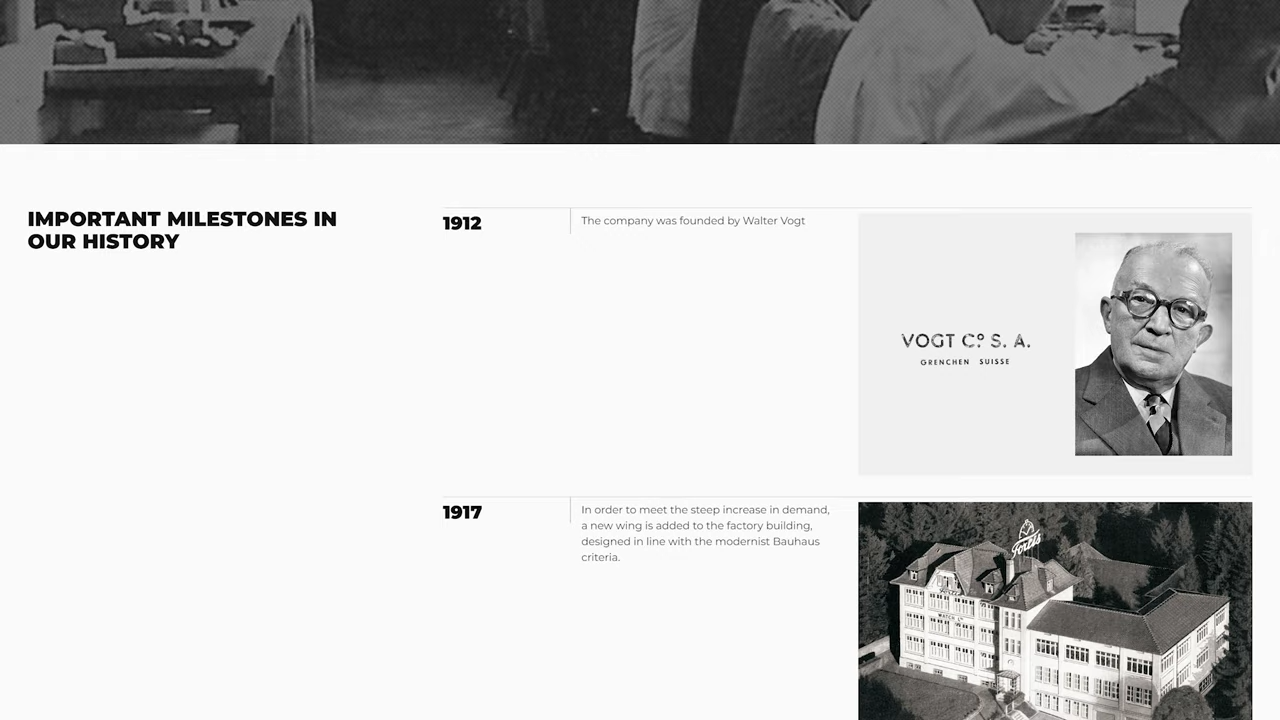 IMPORTANT MILESTONES IN
OUR HISTORY
1912
The company was founded by Walter Vogt
VOGT Cº S. A.
GRENCHEN SUISSE
1917
In order to meet the steep increase in demand,
a new wing is added to the factory building,
designed in line with the modernist Bauhaus
criteria.
Fortis